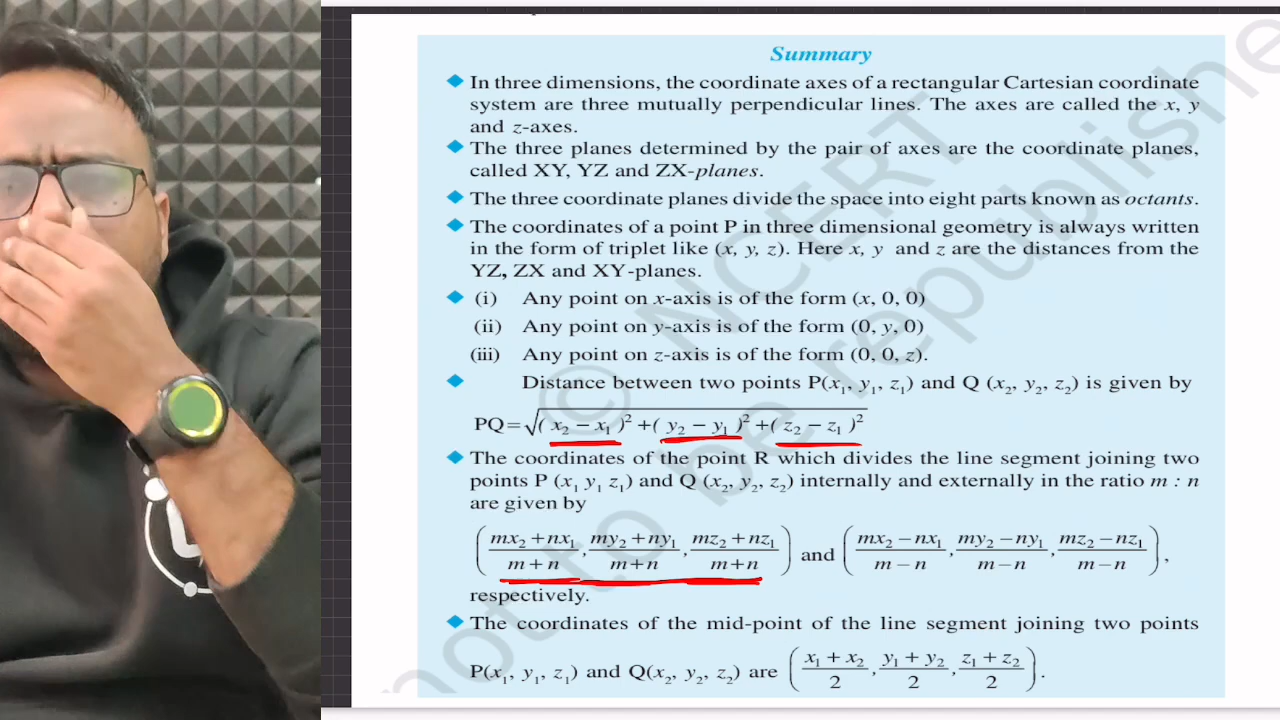 Summary
◆ In three dimensions, the coordinate axes of a rectangular Cartesian coordinate
system are three mutually perpendicular lines. The axes are called the x, y
and z-axes.
◆ The three planes determined by the pair of axes are the coordinate planes,
called XY, YZ and ZX-planes.
◆ The three coordinate planes divide the space into eight parts known as octants.
◆ The coordinates of a point P in three dimensional geometry is always written
in the form of triplet like (x, y, z). Here x, y and z are the distances from the
YZ, ZX and XY-planes.
◆ (i) Any point on x-axis is of the form (x, 0, 0)
(ii) Any point on y-axis is of the form (0, y, 0)
(iii) Any point on z-axis is of the form (0, 0, z).
◆ Distance between two points P(x₁, y₁, z₁) and Q (x₂, y₂, z₂) is given by
PQ=√((x₂ − x₁)² +(y₂ − y₁)² +(z₂ − z₁)²)
◆ The coordinates of the point R which divides the line segment joining two
points P (x₁ y₁ z₁) and Q (x₂, y₂, z₂) internally and externally in the ratio m : n
are given by
((mx₂ + nx₁)/(m + n), (my₂ + ny₁)/(m + n), (mz₂ + nz₁)/(m + n)) and ((mx₂ − nx₁)/(m − n), (my₂ − ny₁)/(m − n), (mz₂ − nz₁)/(m − n)),
respectively.
◆ The coordinates of the mid-point of the line segment joining two points
P(x₁, y₁, z₁) and Q(x₂, y₂, z₂) are ((x₁ + x₂)/2, (y₁ + y₂)/2, (z₁ + z₂)/2).
© NCERT
not to be republishe